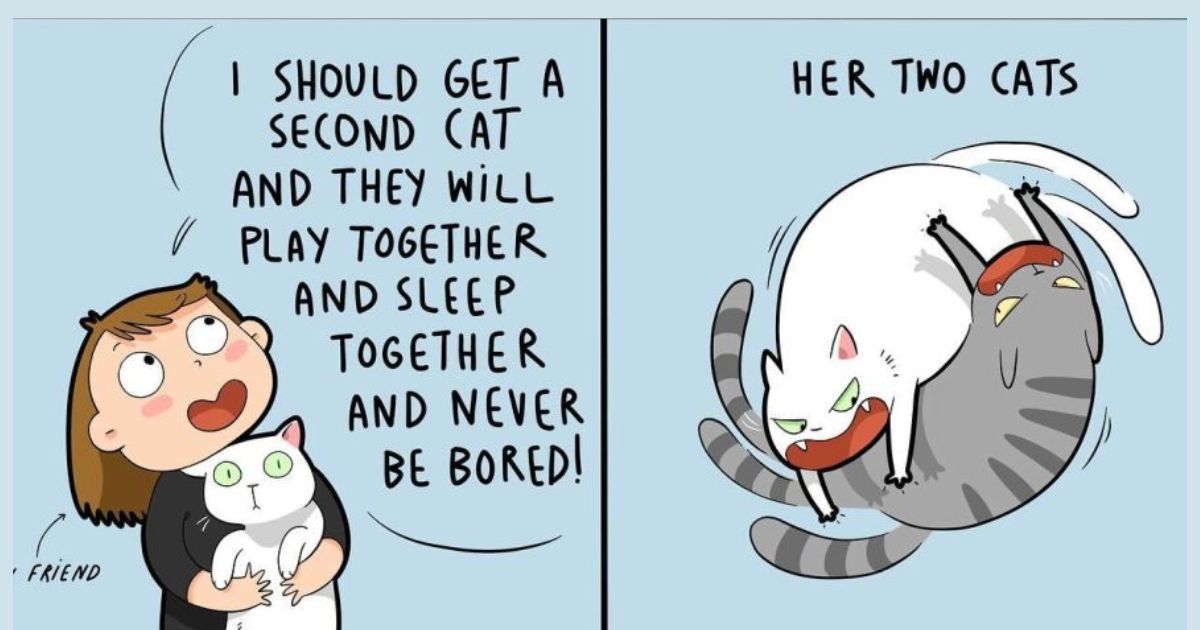 I SHOULD GET A
SECOND CAT
AND THEY WILL
PLAY TOGETHER
AND SLEEP
TOGETHER
AND NEVER
BE BORED!
FRIEND
HER TWO CATS